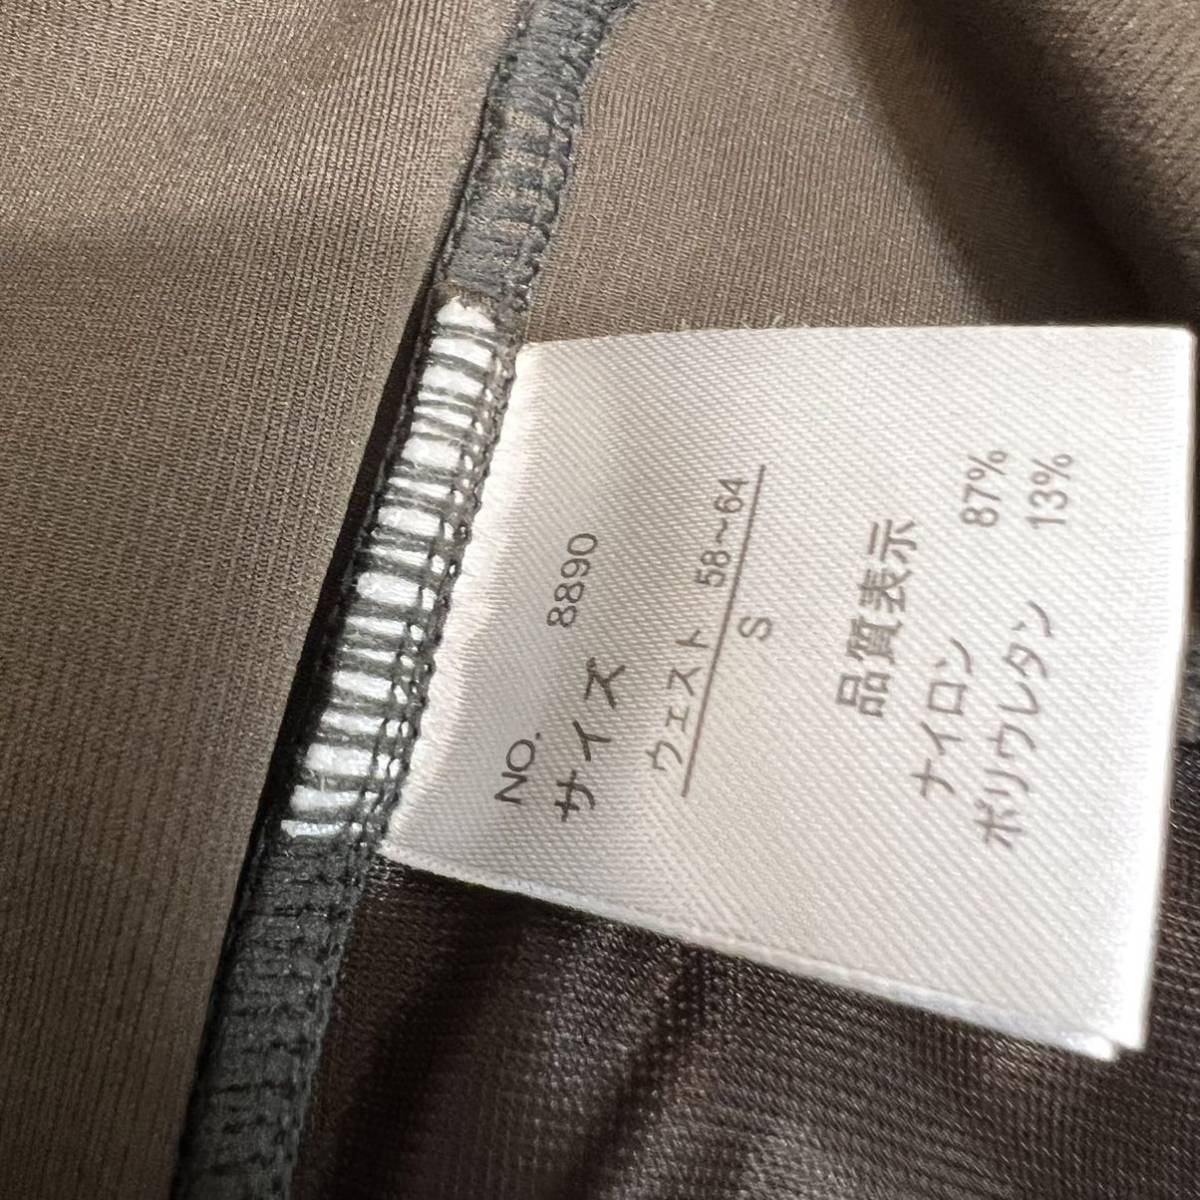 NO. 8890
サイズ
ウェスト 58~64
S
品質表示
ナイロン 87%
ポリウレタン 13%